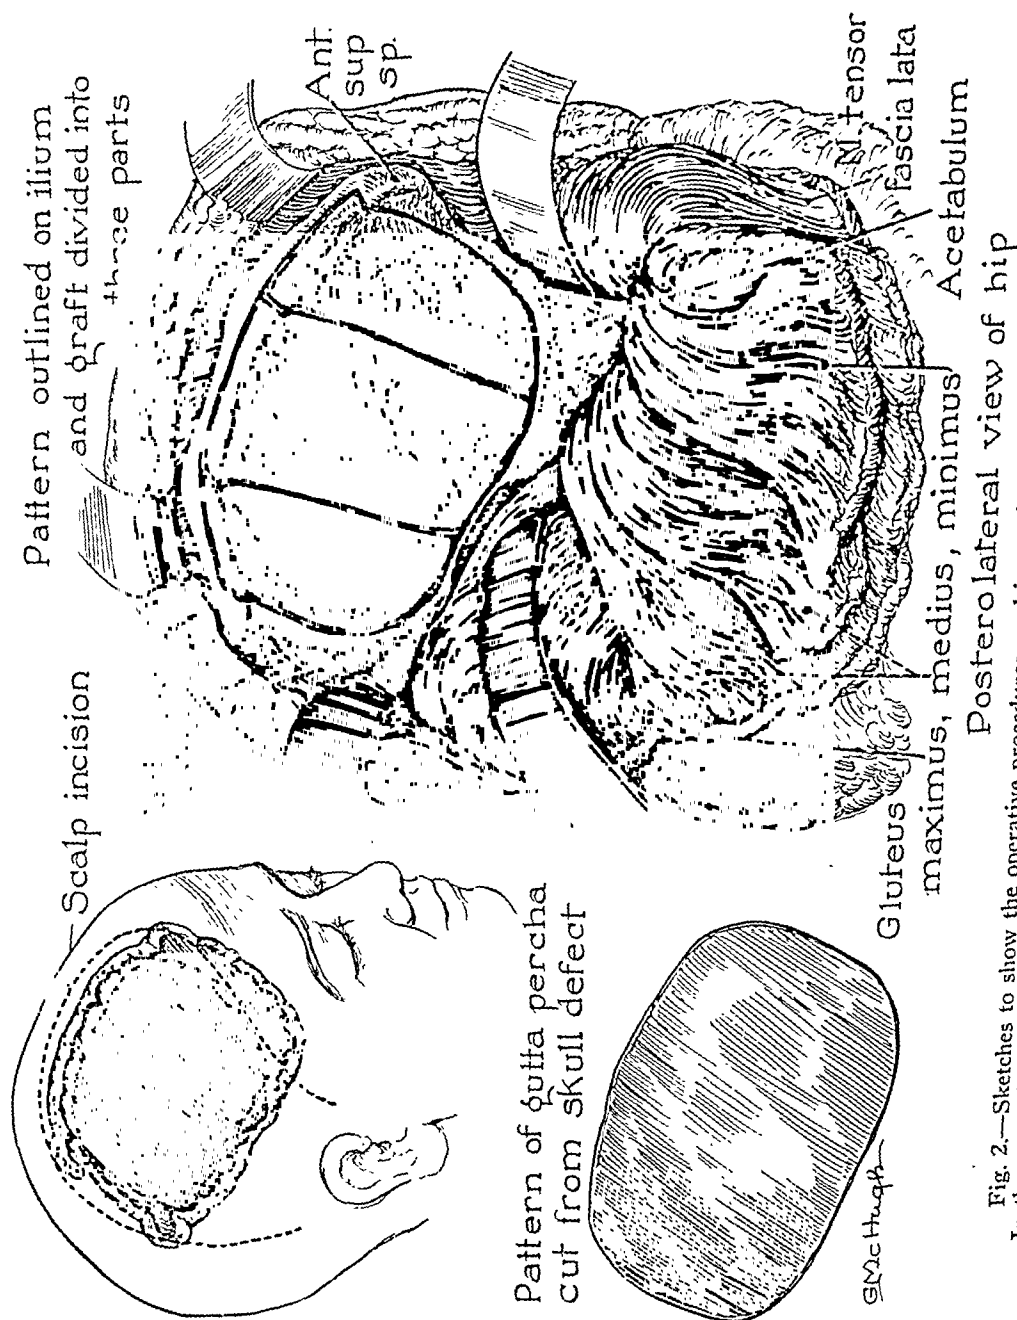 Scalp incision
Pattern of gutta percha
cut from skull defect
G McHugh
Pattern outlined on ilium
and graft divided into
three parts
Ant.
sup
sp.
M. tensor
fascia lata
Acetabulum
Gluteus
maximus, medius, minimus
Posterolateral view of hip
Fig. 2.—Sketches to show the operative procedure